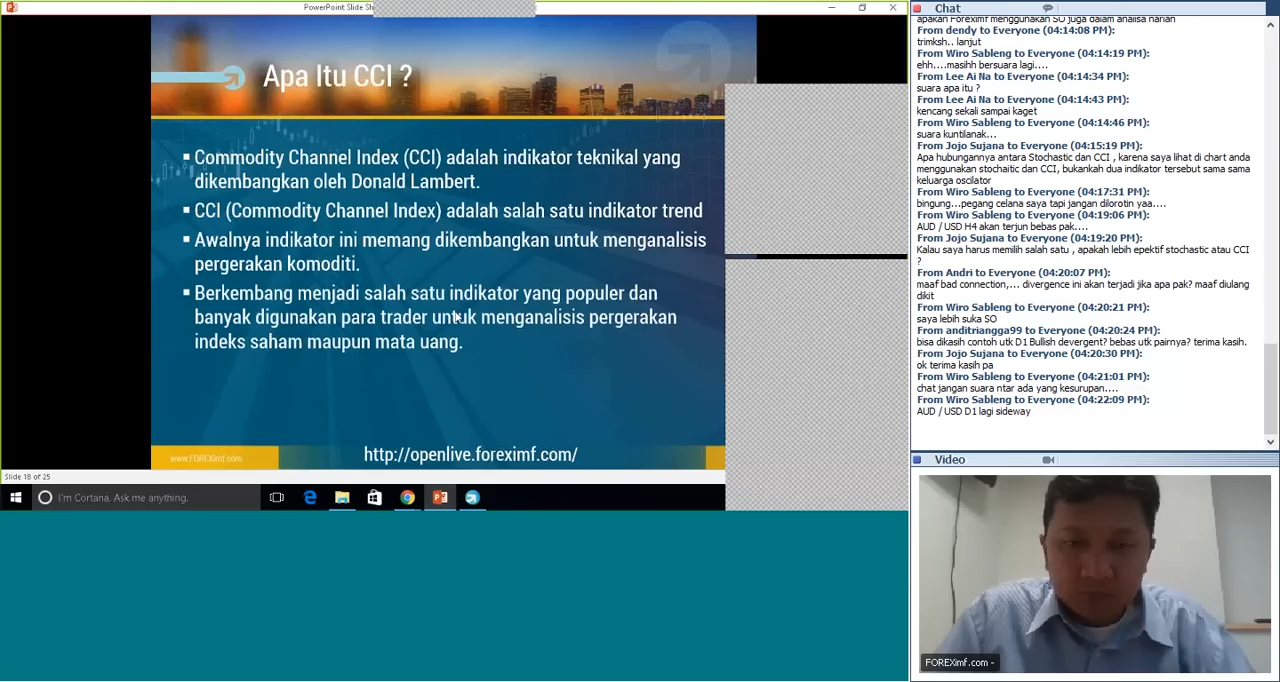 PowerPoint Slide Sh
Apa Itu CCI ?
Commodity Channel Index (CCI) adalah indikator teknikal yang
dikembangkan oleh Donald Lambert.
CCI (Commodity Channel Index) adalah salah satu indikator trend
Awalnya indikator ini memang dikembangkan untuk menganalisis
pergerakan komoditi.
Berkembang menjadi salah satu indikator yang populer dan
banyak digunakan para trader untuk menganalisis pergerakan
indeks saham maupun mata uang.
www.FOREXimf.com
http://openlive.foreximf.com/
Slide 18 of 25
I'm Cortana. Ask me anything.
Chat
apakan Foreximf menggunakan SO juga dalam analisa harian
From dendy to Everyone (04:14:08 PM):
trimksh.. lanjut
From Wiro Sableng to Everyone (04:14:19 PM):
ehh....masihh bersuara lagi....
From Lee Ai Na to Everyone (04:14:34 PM):
suara apa itu ?
From Lee Ai Na to Everyone (04:14:43 PM):
kencang sekali sampai kaget
From Wiro Sableng to Everyone (04:14:46 PM):
suara kuntilanak...
From Jojo Sujana to Everyone (04:15:19 PM):
Apa hubungannya antara Stochastic dan CCI , karena saya lihat di chart anda
menggunakan stochaitic dan CCI, bukankah dua indikator tersebut sama sama
keluarga oscilator
From Wiro Sableng to Everyone (04:17:31 PM):
bingung...pegang celana saya tapi jangan dilorotin yaa....
From Wiro Sableng to Everyone (04:19:06 PM):
AUD / USD H4 akan terjun bebas pak....
From Jojo Sujana to Everyone (04:19:20 PM):
Kalau saya harus memilih salah satu , apakah lebih epektif stochastic atau CCI
?
From Andri to Everyone (04:20:07 PM):
maaf bad connection,... divergence ini akan terjadi jika apa pak? maaf diulang
dikit
From Wiro Sableng to Everyone (04:20:21 PM):
saya lebih suka SO
From anditriangga99 to Everyone (04:20:24 PM):
bisa dikasih contoh utk D1 Bullish devergent? bebas utk pairnya? terima kasih.
From Jojo Sujana to Everyone (04:20:30 PM):
ok terima kasih pa
From Wiro Sableng to Everyone (04:21:01 PM):
chat jangan suara ntar ada yang kesurupan....
From Wiro Sableng to Everyone (04:22:09 PM):
AUD / USD D1 lagi sideway
Video
FOREXimf.com -